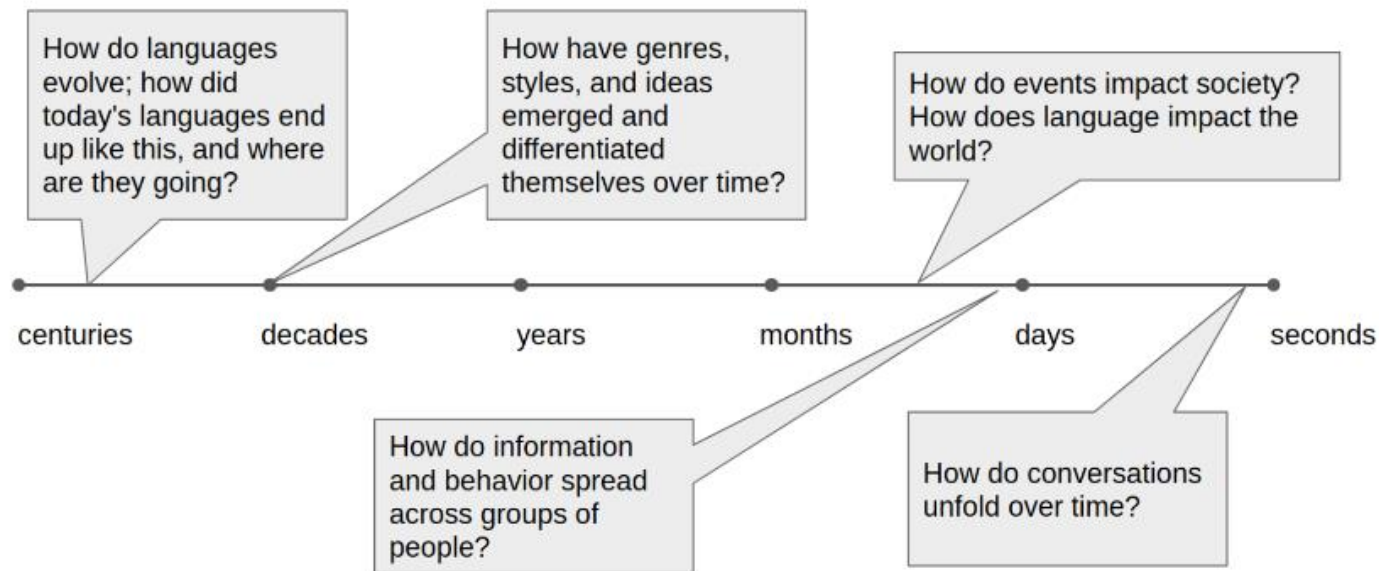 How do languages
evolve; how did
today's languages end
up like this, and where
are they going?
How have genres,
styles, and ideas
emerged and
differentiated
themselves over time?
How do events impact society?
How does language impact the
world?
centuries
decades
years
months
days
seconds
How do information
and behavior spread
across groups of
people?
How do conversations
unfold over time?